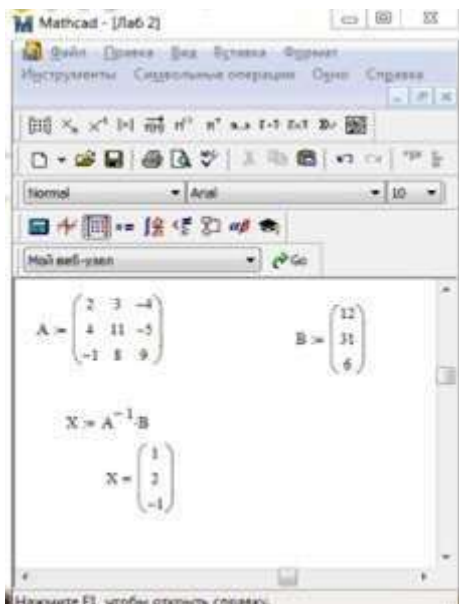 Mathcad - [Лаб 2]
Файл Правка Вид Вставка Формат
Инструменты Символьные операции Окно Справка
Normal Arial 10
Мой веб-узел Go
A := ( 2 3 -4
4 11 -5
-1 8 9 )
B := ( 12
31
6 )
X := A^-1·B
X = ( 1
2
-1 )
Нажмите F1, чтобы открыть справку.